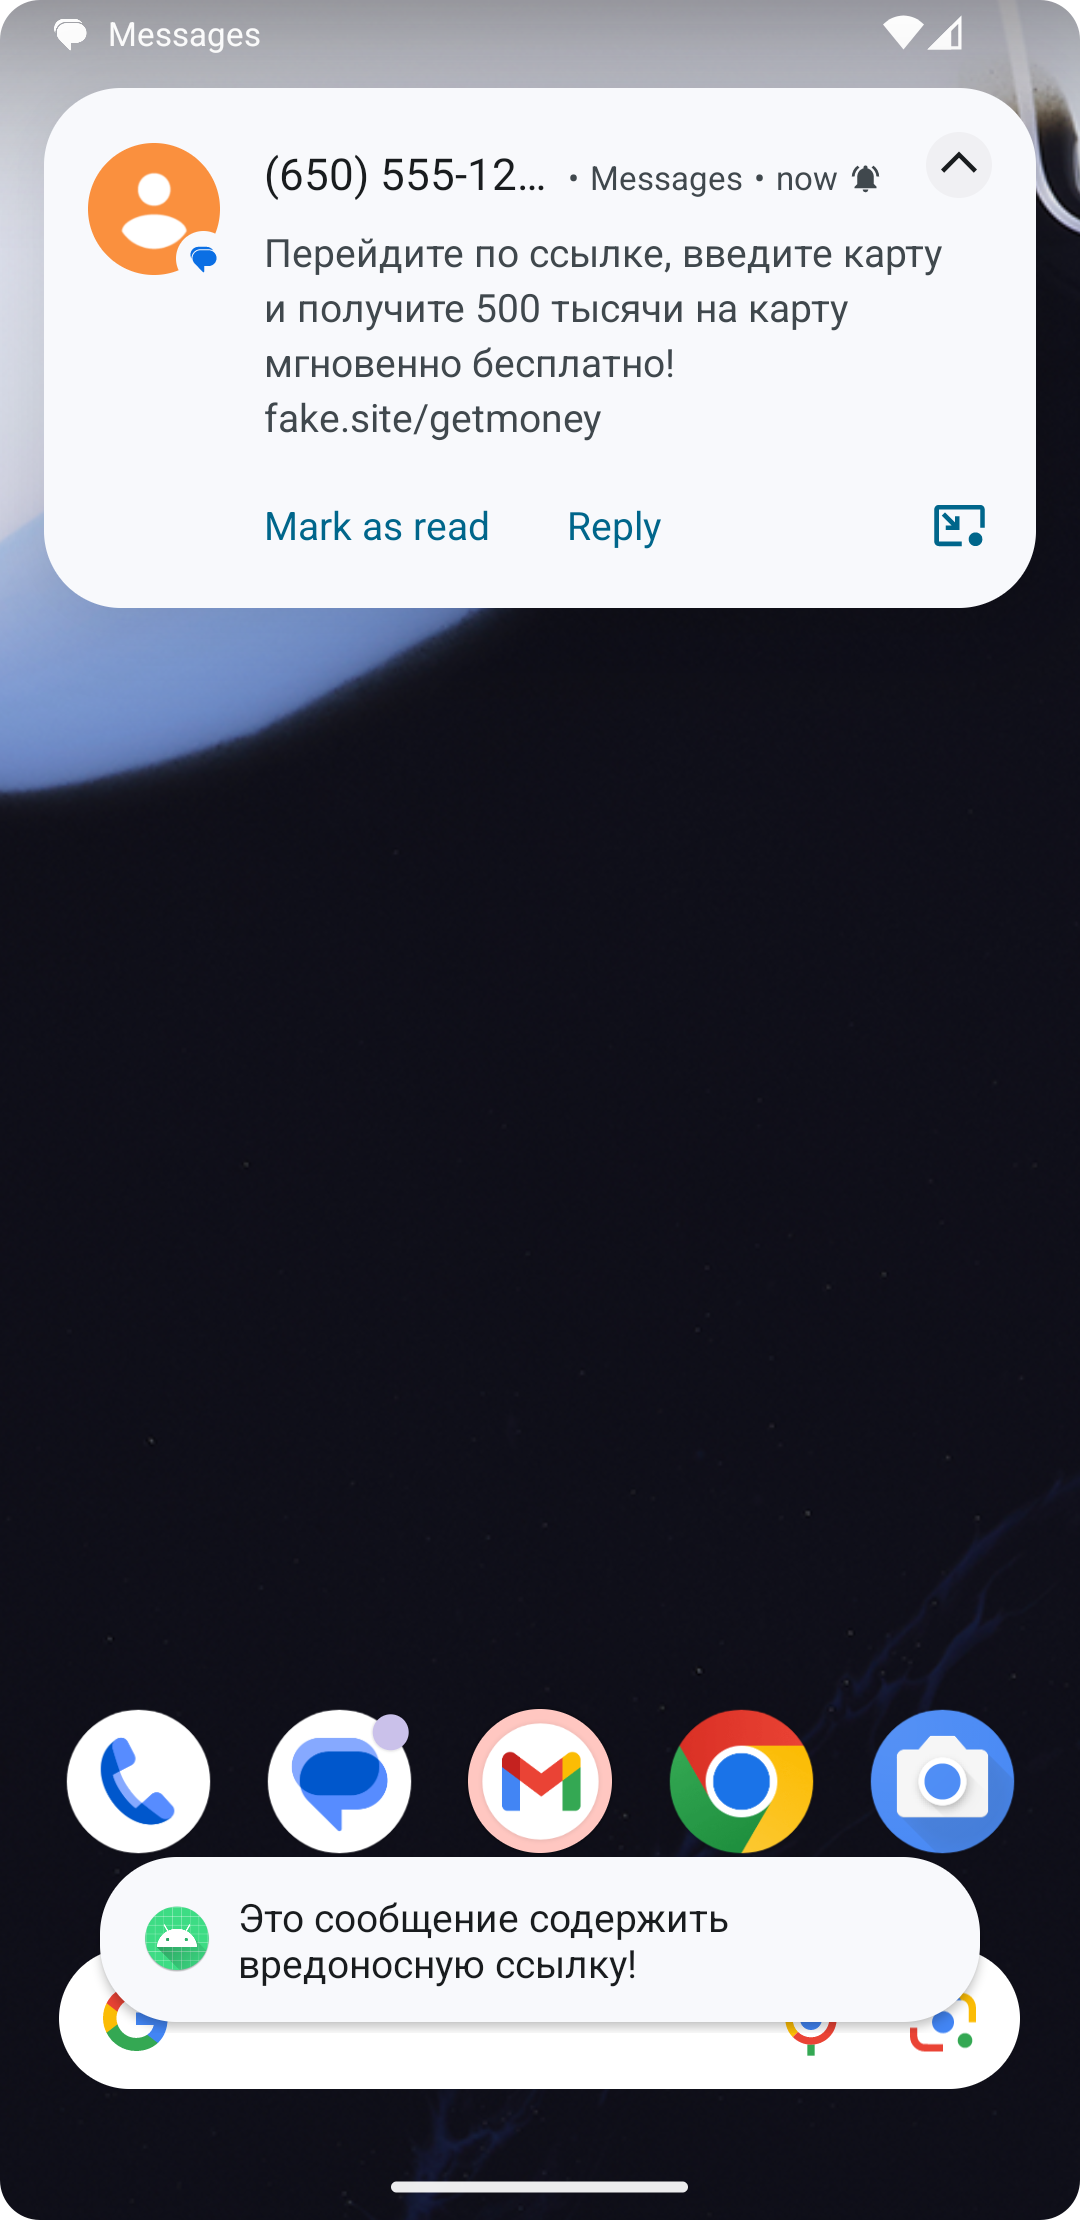 Messages
(650) 555-12… • Messages • now
Перейдите по ссылке, введите карту
и получите 500 тысячи на карту
мгновенно бесплатно!
fake.site/getmoney
Mark as read Reply
Это сообщение содержить
вредоносную ссылку!